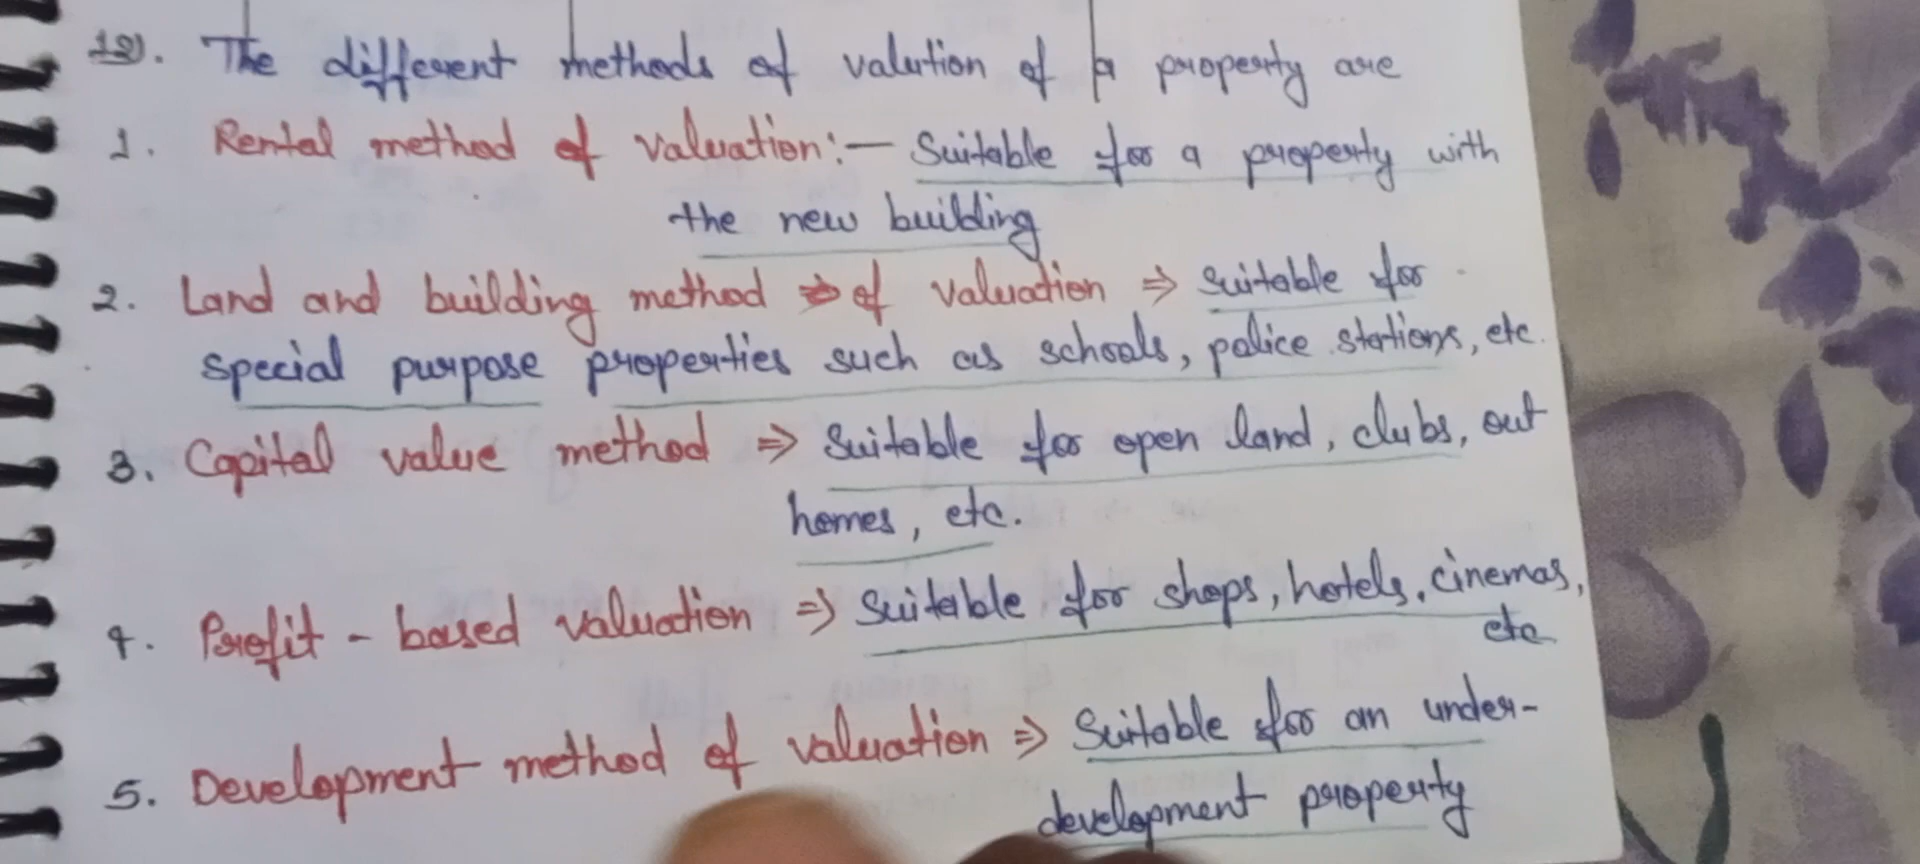 12). The different methods of valution of a property are
1. Rental method of valuation:- Suitable for a property with
the new building
2. Land and building method of valuation ⇒ Suitable for
special purpose properties such as schools, police stations, etc.
3. Capital value method ⇒ Suitable for open land, clubs, out
homes, etc.
4. Profit - based valuation ⇒ Suitable for shops, hotels, cinemas,
etc
5. Development method of valuation ⇒ Suitable for an under-
development property